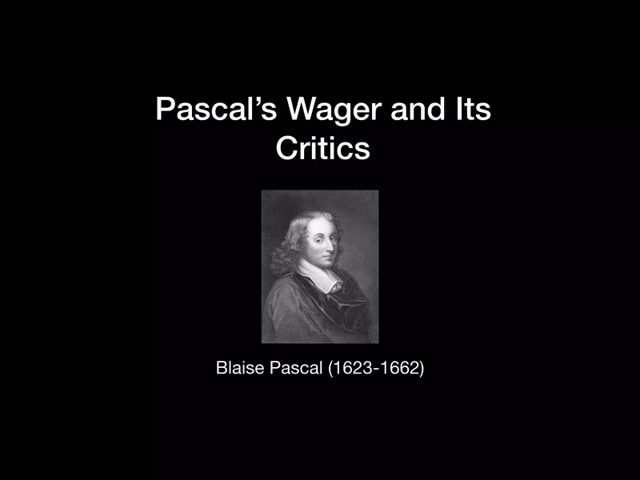 Pascal’s Wager and Its
Critics
Blaise Pascal (1623-1662)